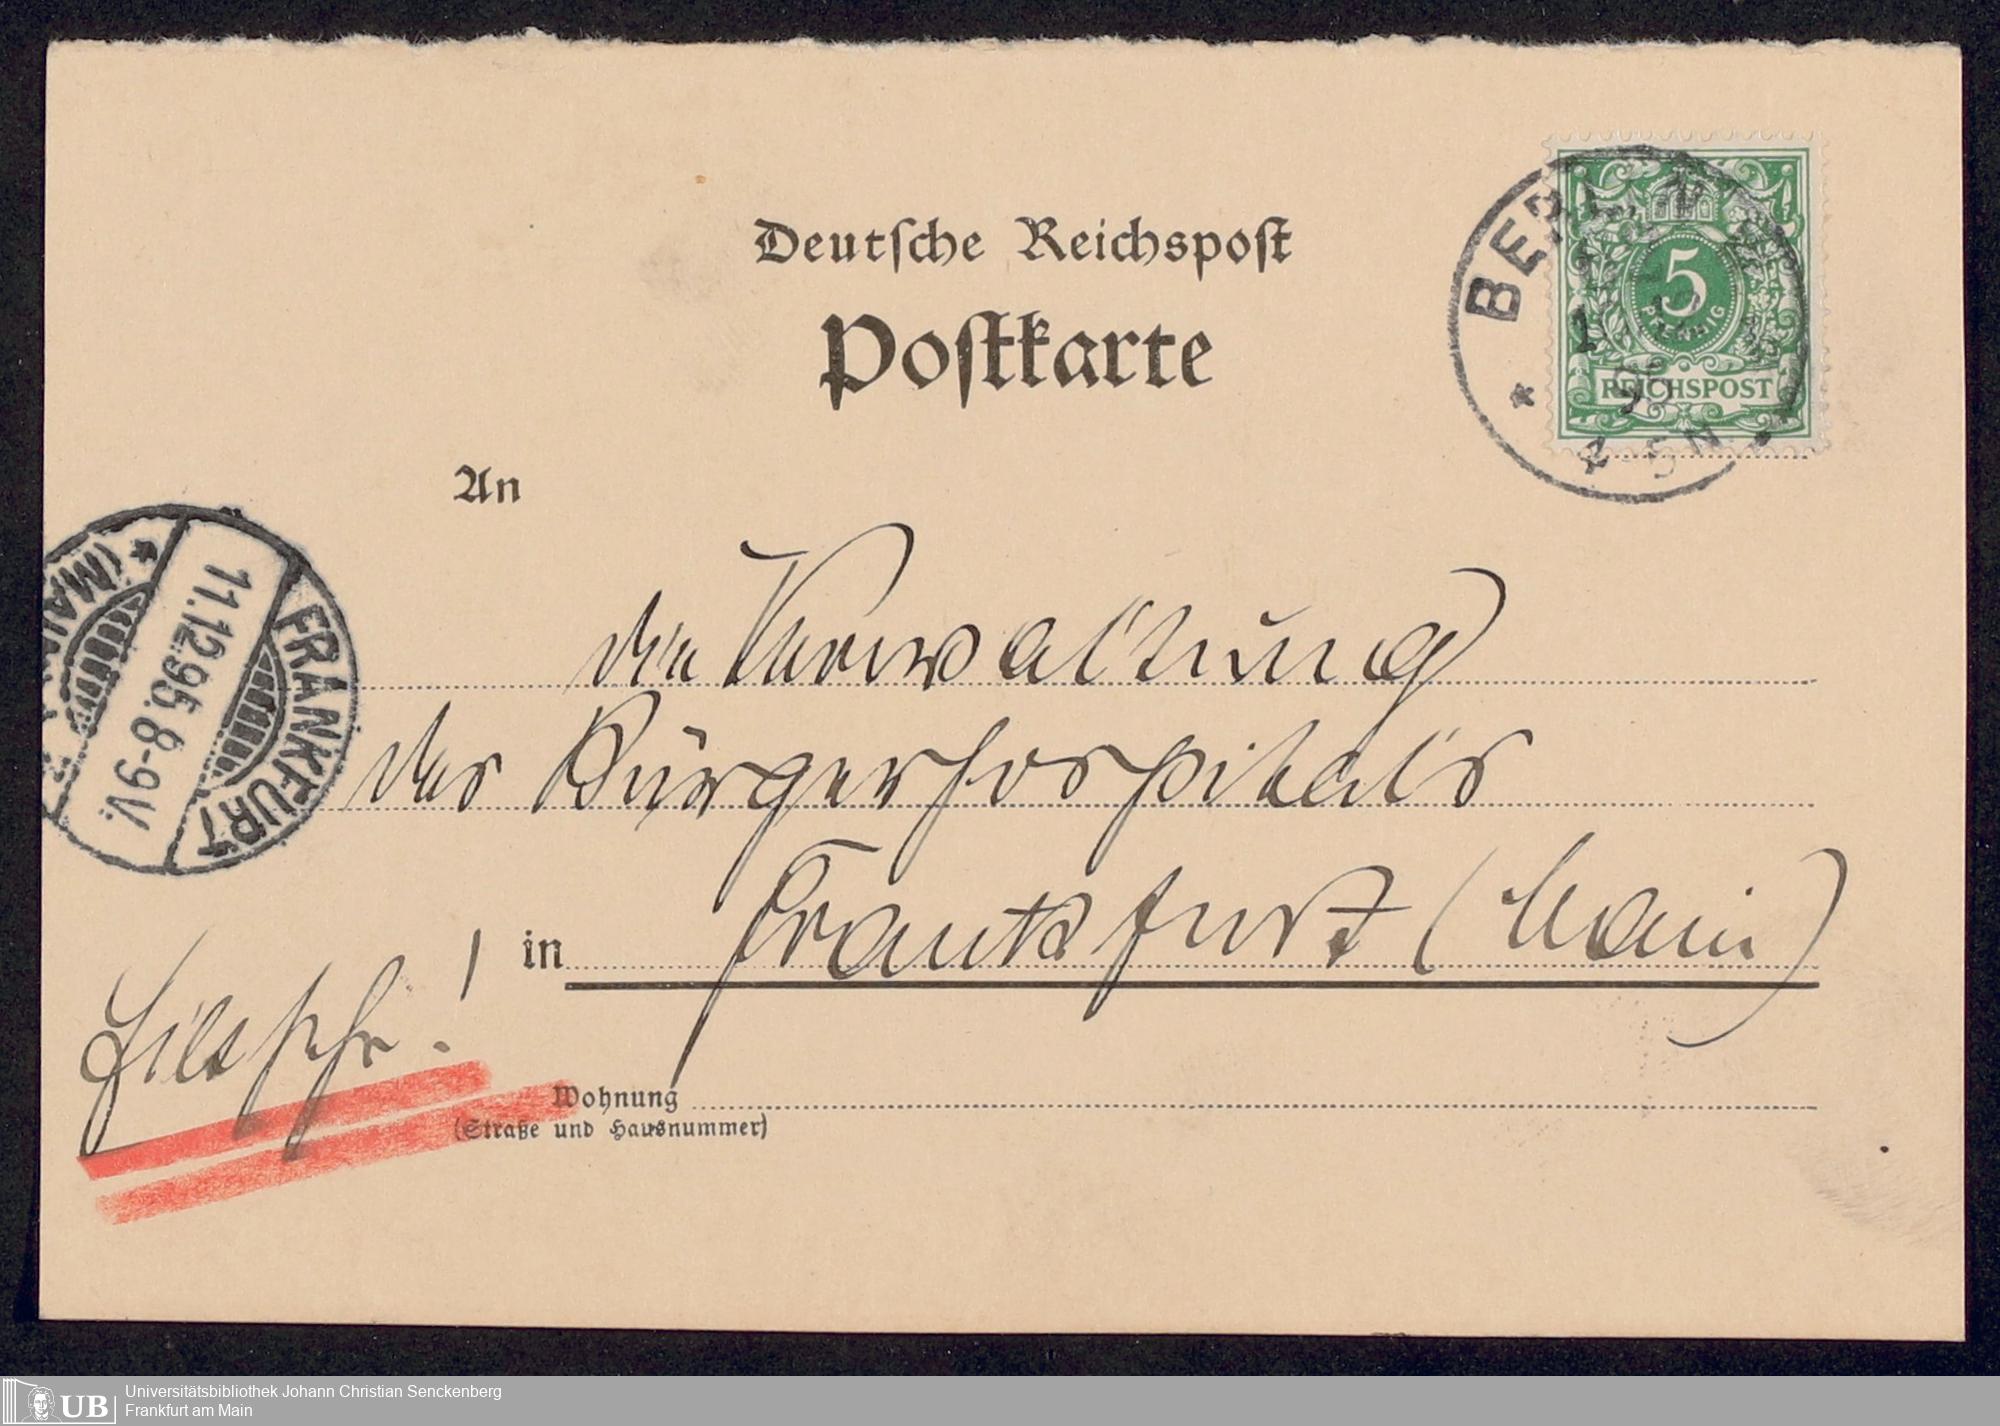 Deutsche Reichspost
Postkarte
BERLIN
5
PFENNIG
REICHSPOST
An
die Verwaltung
des Bürgerhospitals
in Frankfurt (Main)
FRANKFURT
(MAIN)
11.12.95.8-9V.
Wohnung
(Straße und Hausnummer)
UB
Universitätsbibliothek Johann Christian Senckenberg
Frankfurt am Main